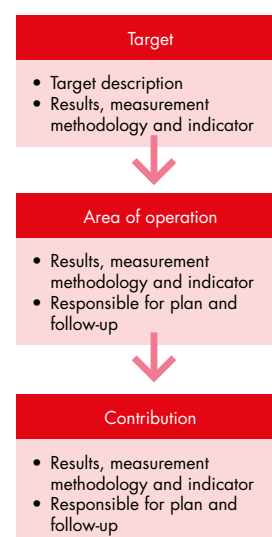 Target
• Target description
• Results, measurement
methodology and indicator
Area of operation
• Results, measurement
methodology and indicator
• Responsible for plan and
follow-up
Contribution
• Results, measurement
methodology and indicator
• Responsible for plan and
follow-up